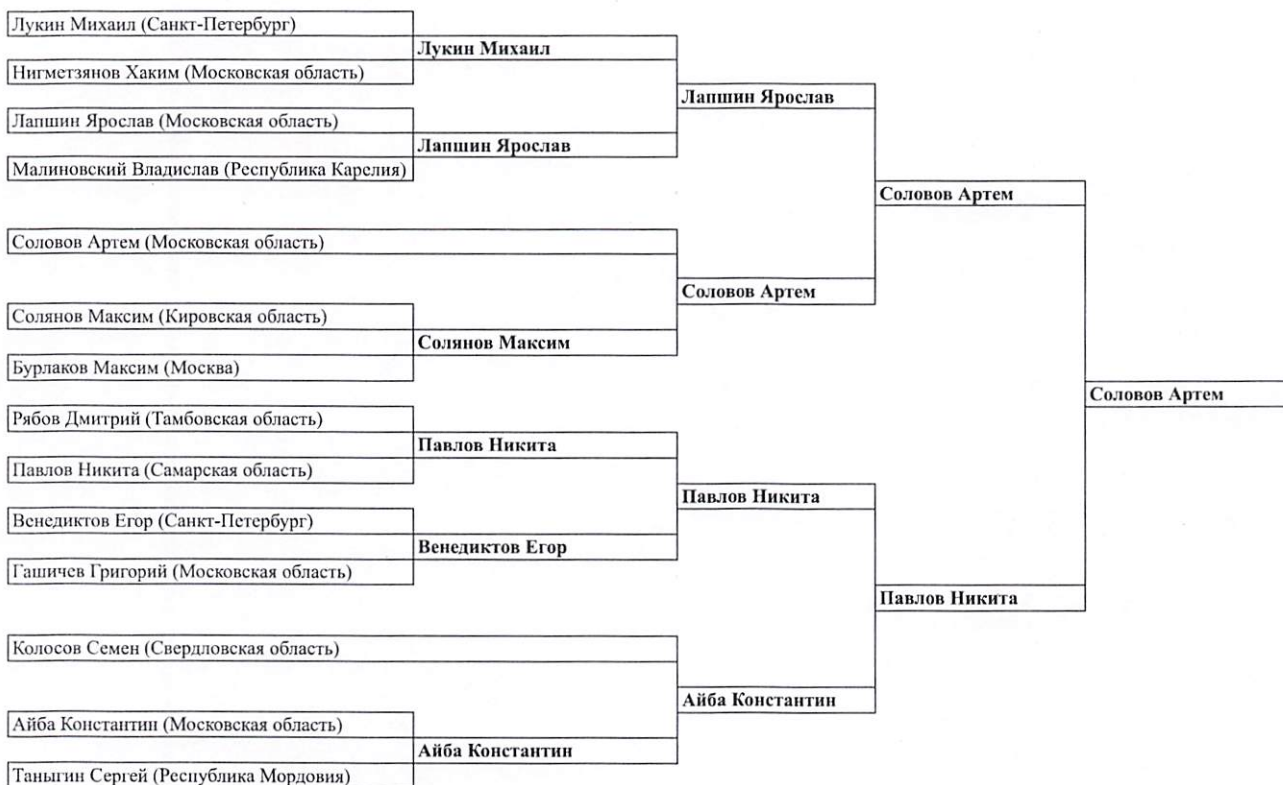 Лукин Михаил (Санкт-Петербург)
Лукин Михаил
Нигметзянов Хаким (Московская область)
Лапшин Ярослав
Лапшин Ярослав (Московская область)
Лапшин Ярослав
Малиновский Владислав (Республика Карелия)
Соловов Артем
Соловов Артем (Московская область)
Соловов Артем
Солянов Максим (Кировская область)
Солянов Максим
Бурлаков Максим (Москва)
Соловов Артем
Рябов Дмитрий (Тамбовская область)
Павлов Никита
Павлов Никита (Самарская область)
Павлов Никита
Венедиктов Егор (Санкт-Петербург)
Венедиктов Егор
Гашичев Григорий (Московская область)
Павлов Никита
Колосов Семен (Свердловская область)
Айба Константин
Айба Константин (Московская область)
Айба Константин
Таныгин Сергей (Республика Мордовия)